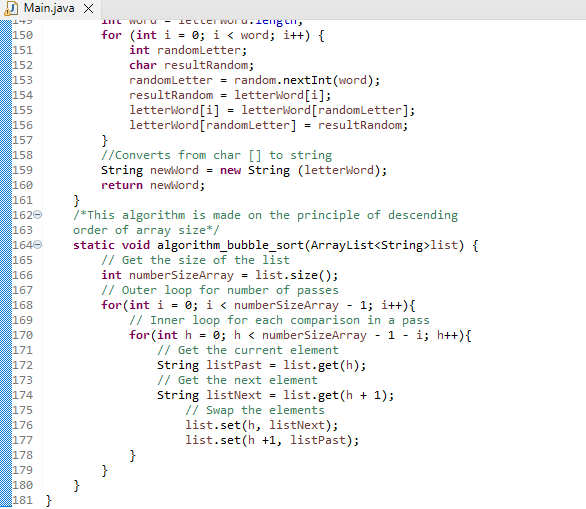 Main.java
149 int word = letterWord.length;
150 for (int i = 0; i < word; i++) {
151 int randomLetter;
152 char resultRandom;
153 randomLetter = random.nextInt(word);
154 resultRandom = letterWord[i];
155 letterWord[i] = letterWord[randomLetter];
156 letterWord[randomLetter] = resultRandom;
157 }
158 //Converts from char [] to string
159 String newWord = new String (letterWord);
160 return newWord;
161 }
162 /*This algorithm is made on the principle of descending
163 order of array size*/
164 static void algorithm_bubble_sort(ArrayList<String>list) {
165 // Get the size of the list
166 int numberSizeArray = list.size();
167 // Outer loop for number of passes
168 for(int i = 0; i < numberSizeArray - 1; i++){
169 // Inner loop for each comparison in a pass
170 for(int h = 0; h < numberSizeArray - 1 - i; h++){
171 // Get the current element
172 String listPast = list.get(h);
173 // Get the next element
174 String listNext = list.get(h + 1);
175 // Swap the elements
176 list.set(h, listNext);
177 list.set(h +1, listPast);
178 }
179 }
180 }
181 }